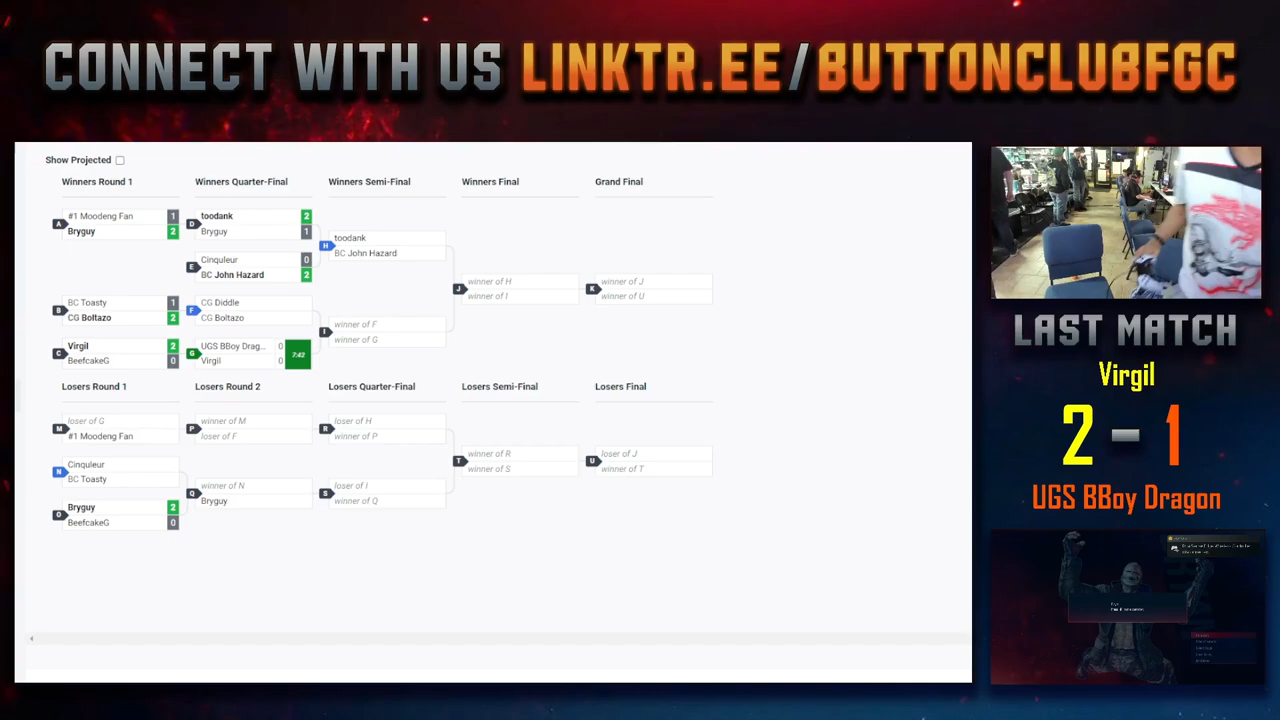 CONNECT WITH US LINKTR.EE/BUTTONCLUBFGC
Show Projected
Winners Round 1
Winners Quarter-Final
Winners Semi-Final
Winners Final
Grand Final
A
#1 Moodeng Fan 1
Bryguy 2
D
toodank 2
Bryguy 1
E
Cinquleur 0
BC John Hazard 2
H
toodank
BC John Hazard
J
winner of H
winner of I
K
winner of J
winner of U
B
BC Toasty 1
CG Boltazo 2
F
CG Diddle
CG Boltazo
I
winner of F
winner of G
C
Virgil 2
BeefcakeG 0
G
UGS BBoy Drag... 0
Virgil 0
7:42
Losers Round 1
Losers Round 2
Losers Quarter-Final
Losers Semi-Final
Losers Final
M
loser of G
#1 Moodeng Fan
P
winner of M
loser of F
R
loser of H
winner of P
T
winner of R
winner of S
U
loser of J
winner of T
N
Cinquleur
BC Toasty
Q
winner of N
Bryguy
S
loser of I
winner of Q
O
Bryguy 2
BeefcakeG 0
LAST MATCH
Virgil
2 - 1
UGS BBoy Dragon